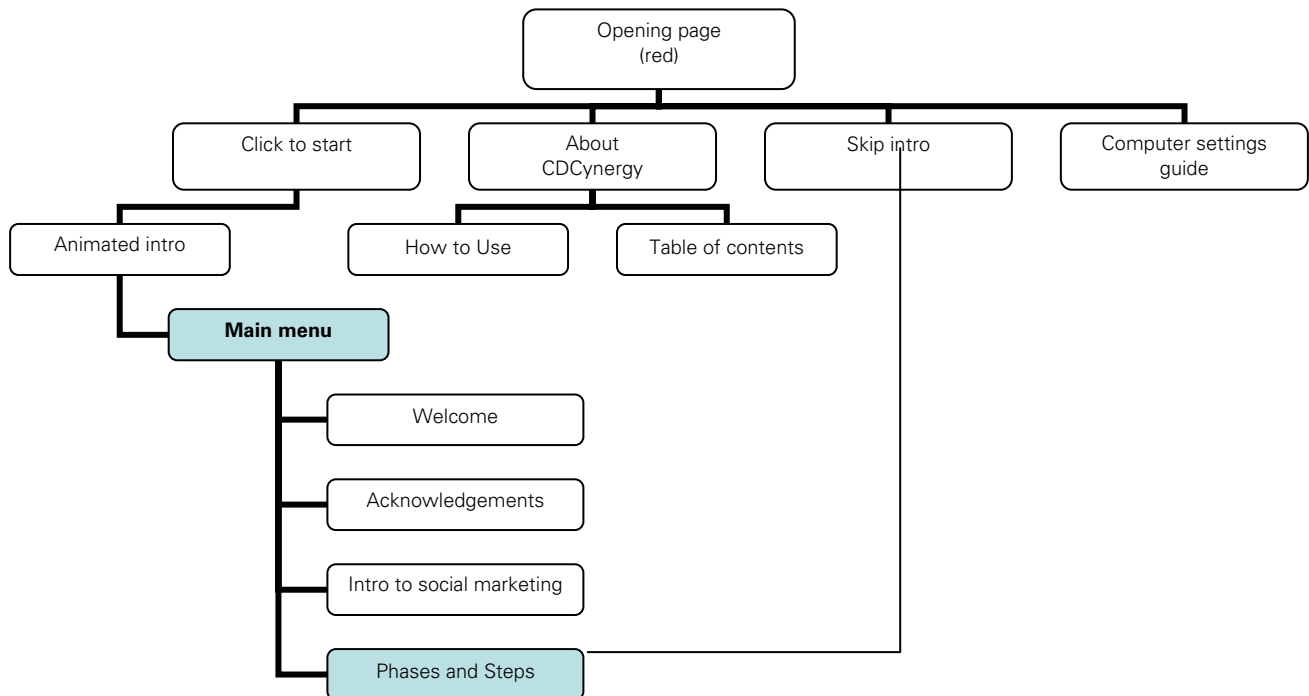 Opening page
(red)
Click to start
About
CDCynergy
Skip intro
Computer settings
guide
Animated intro
How to Use
Table of contents
Main menu
Welcome
Acknowledgements
Intro to social marketing
Phases and Steps